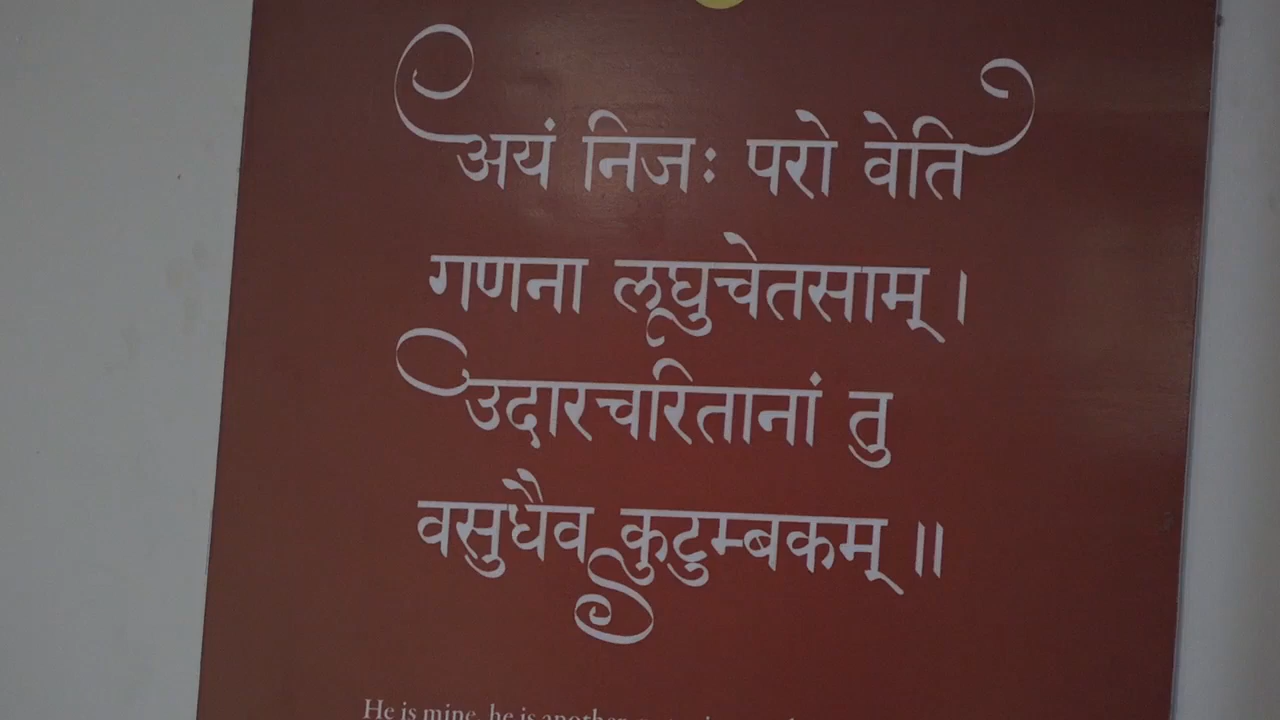 अयं निजः परो वेति
गणना लघुचेतसाम् ।
उदारचरितानां तु
वसुधैव कुटुम्बकम् ॥
He is mine, he is another